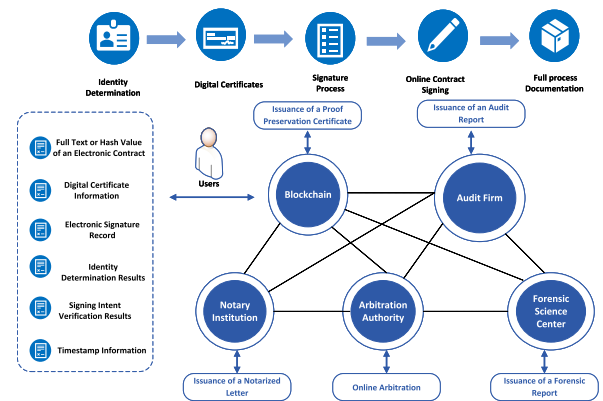 Identity
Determination
Digital Certificates
Signature
Process
Online Contract
Signing
Full process
Documentation
Issuance of a Proof
Preservation Certificate
Issuance of an Audit
Report
Full Text or Hash Value
of an Electronic Contract
Digital Certificate
Information
Electronic Signature
Record
Identity
Determination Results
Signing Intent
Verification Results
Timestamp Information
Users
Blockchain
Audit Firm
Notary
Institution
Arbitration
Authority
Forensic
Science
Center
Issuance of a Notarized
Letter
Online Arbitration
Issuance of a Forensic
Report